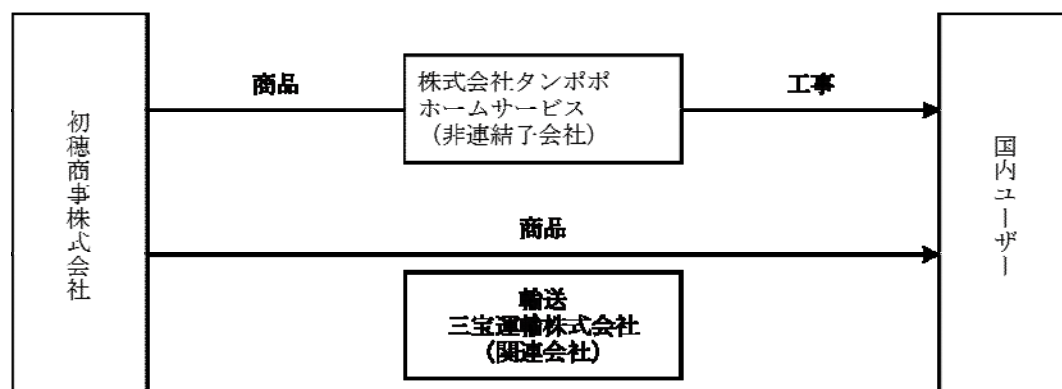 初穂商事株式会社
商品
株式会社タンポポ
ホームサービス
（非連結子会社）
工事
国内ユーザー
商品
輸送
三宝運輸株式会社
（関連会社）